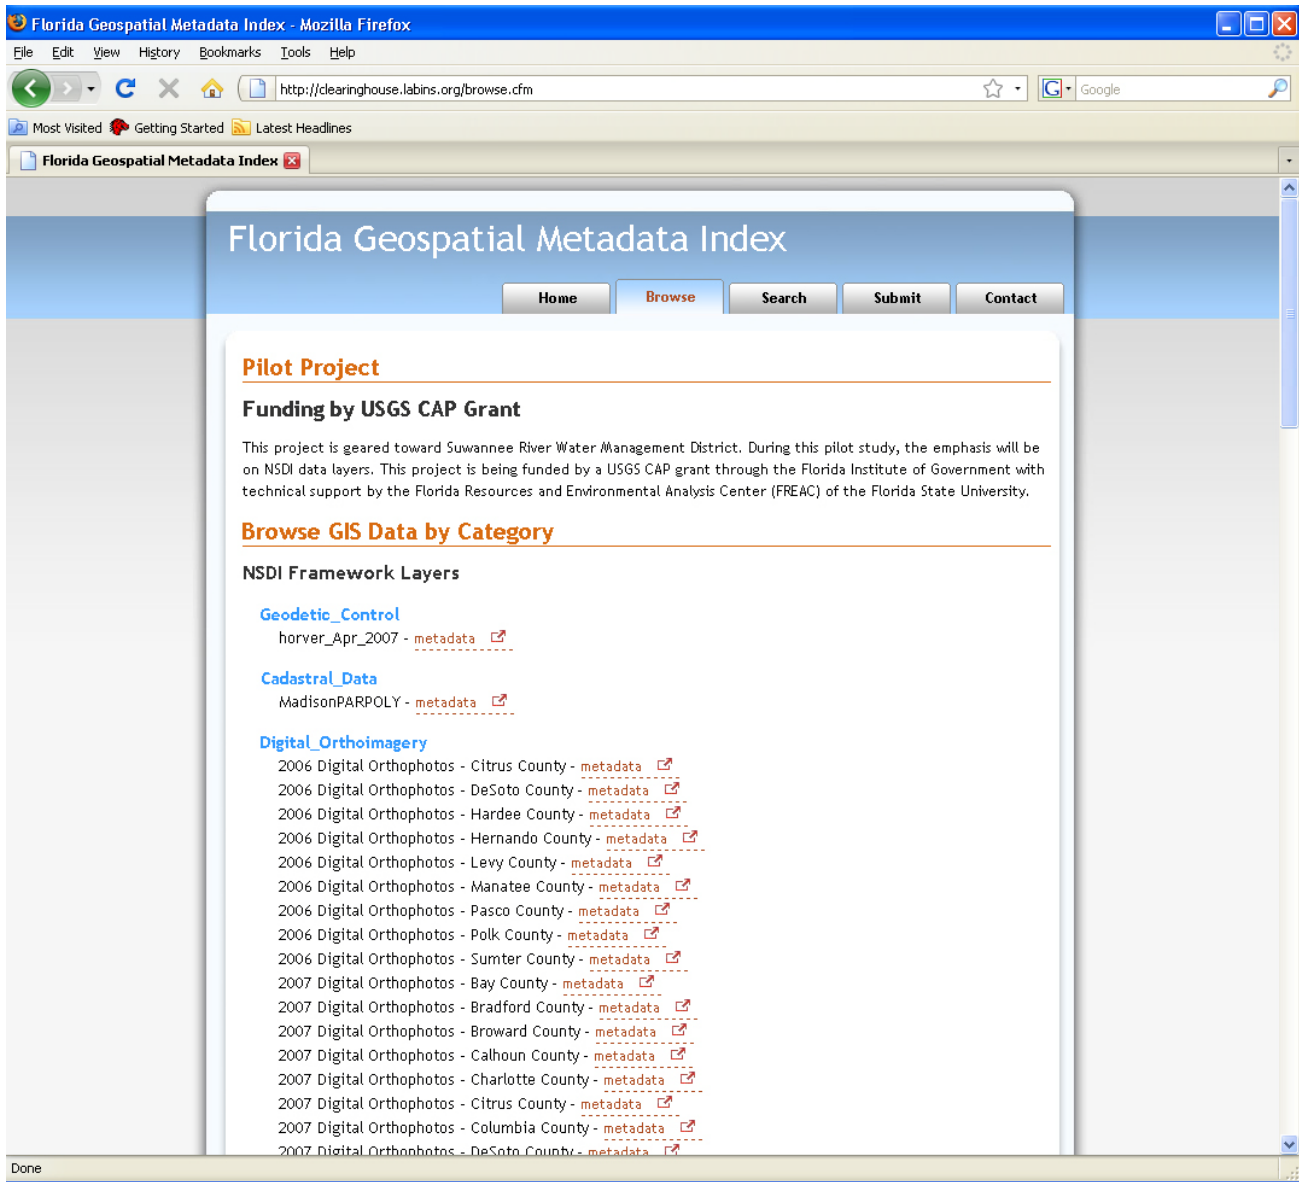 Florida Geospatial Metadata Index - Mozilla Firefox
File Edit View History Bookmarks Tools Help
http://clearinghouse.labins.org/browse.cfm G Google
Most Visited Getting Started Latest Headlines
Florida Geospatial Metadata Index
Florida Geospatial Metadata Index
Home Browse Search Submit Contact
Pilot Project
Funding by USGS CAP Grant
This project is geared toward Suwannee River Water Management District. During this pilot study, the emphasis will be
on NSDI data layers. This project is being funded by a USGS CAP grant through the Florida Institute of Government with
technical support by the Florida Resources and Environmental Analysis Center (FREAC) of the Florida State University.
Browse GIS Data by Category
NSDI Framework Layers
Geodetic_Control
horver_Apr_2007 - metadata
Cadastral_Data
MadisonPARPOLY - metadata
Digital_Orthoimagery
2006 Digital Orthophotos - Citrus County - metadata
2006 Digital Orthophotos - DeSoto County - metadata
2006 Digital Orthophotos - Hardee County - metadata
2006 Digital Orthophotos - Hernando County - metadata
2006 Digital Orthophotos - Levy County - metadata
2006 Digital Orthophotos - Manatee County - metadata
2006 Digital Orthophotos - Pasco County - metadata
2006 Digital Orthophotos - Polk County - metadata
2006 Digital Orthophotos - Sumter County - metadata
2007 Digital Orthophotos - Bay County - metadata
2007 Digital Orthophotos - Bradford County - metadata
2007 Digital Orthophotos - Broward County - metadata
2007 Digital Orthophotos - Calhoun County - metadata
2007 Digital Orthophotos - Charlotte County - metadata
2007 Digital Orthophotos - Citrus County - metadata
2007 Digital Orthophotos - Columbia County - metadata
2007 Digital Orthophotos - DeSoto County - metadata
Done